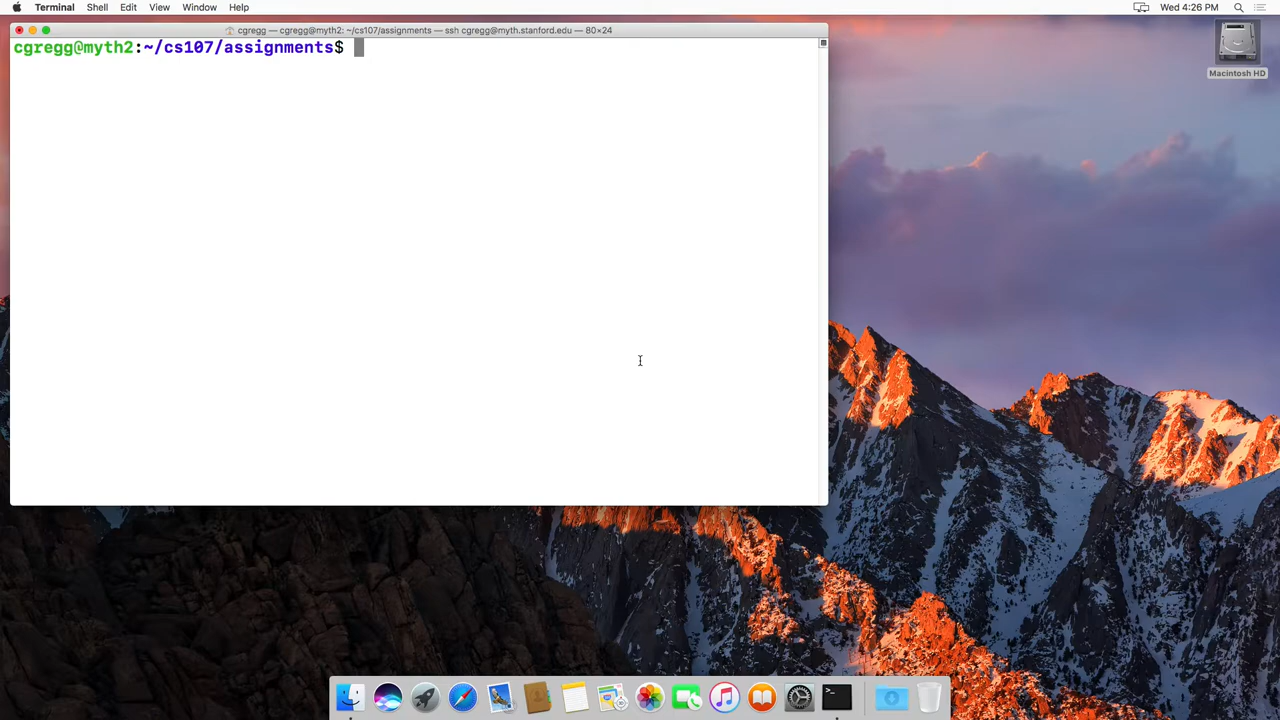 Terminal Shell Edit View Window Help Wed 4:26 PM
cgregg — cgregg@myth2: ~/cs107/assignments — ssh cgregg@myth.stanford.edu — 80×24
cgregg@myth2:~/cs107/assignments$
Macintosh HD
>_